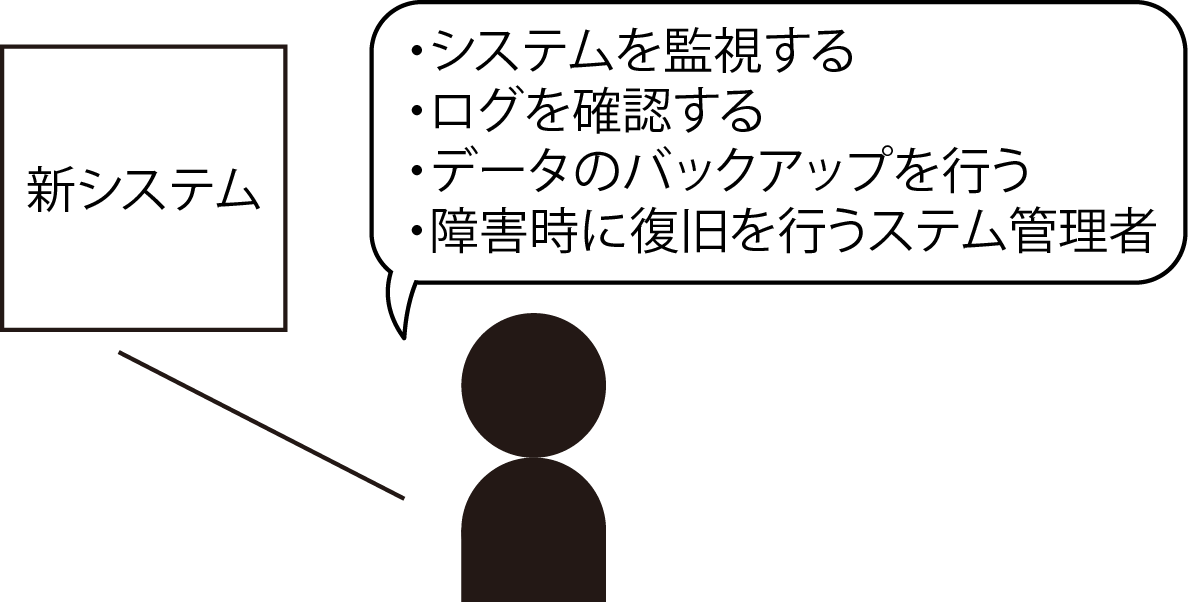 新システム
・システムを監視する
・ログを確認する
・データのバックアップを行う
・障害時に復旧を行うステム管理者